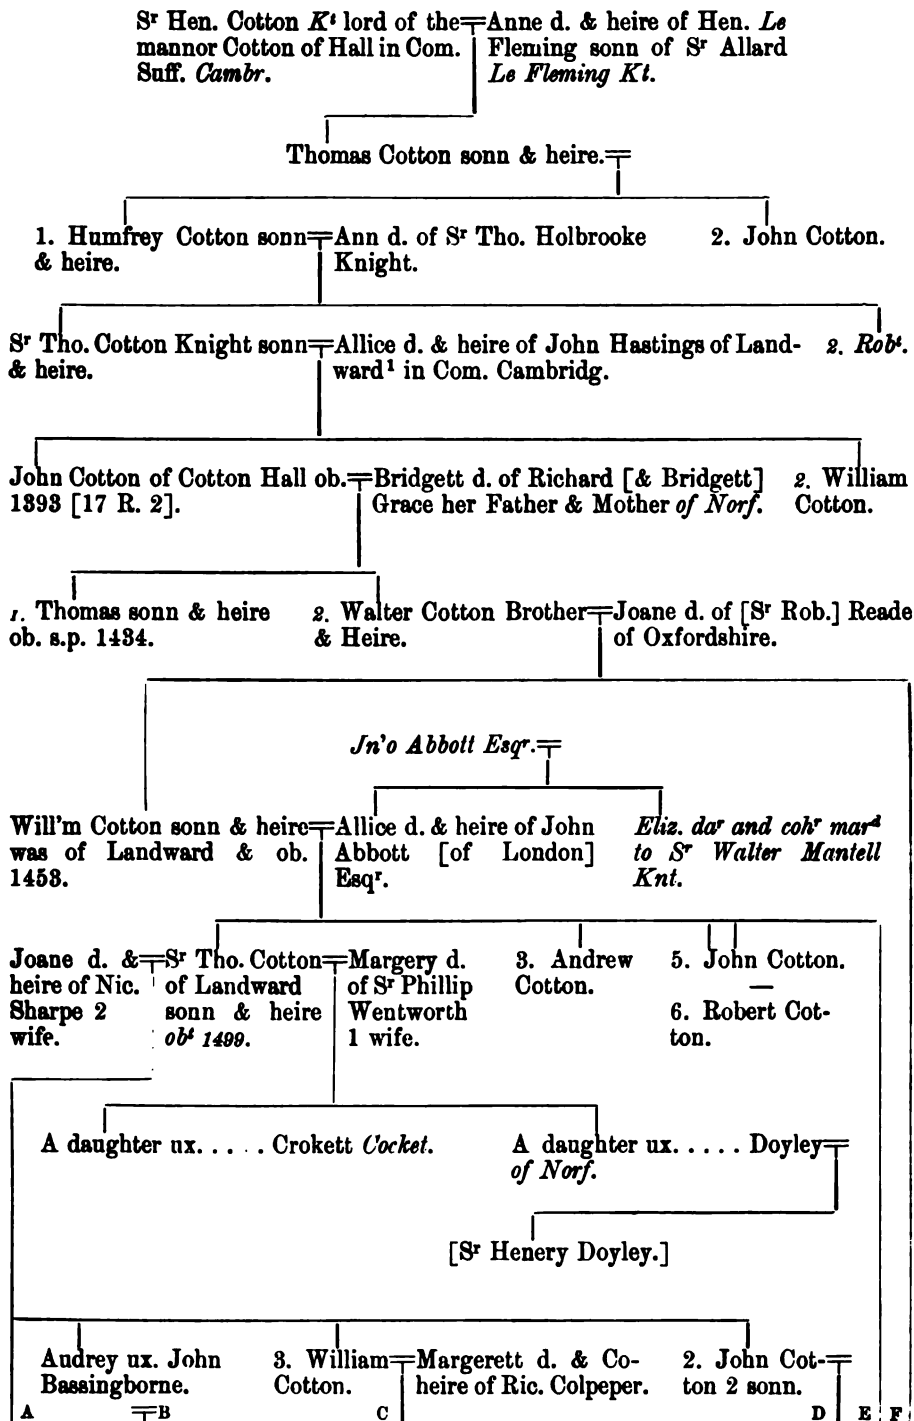 Sʳ Hen. Cotton Kᵗ lord of the
mannor Cotton of Hall in Com.
Suff. Cambr.
Anne d. & heire of Hen. Le
Fleming sonn of Sʳ Allard
Le Fleming Kt.
Thomas Cotton sonn & heire.
1. Humfrey Cotton sonn
& heire.
Ann d. of Sʳ Tho. Holbrooke
Knight.
2. John Cotton.
Sʳ Tho. Cotton Knight sonn
& heire.
Allice d. & heire of John Hastings of Land-
ward¹ in Com. Cambridg.
2. Robᵗ.
John Cotton of Cotton Hall ob.
1393 [17 R. 2].
Bridgett d. of Richard [& Bridgett]
Grace her Father & Mother of Norf.
2. William
Cotton.
1. Thomas sonn & heire
ob. s.p. 1434.
2. Walter Cotton Brother
& Heire.
Joane d. of [Sʳ Rob.] Reade
of Oxfordshire.
Jn'o Abbott Esqʳ.
Will'm Cotton sonn & heire
was of Landward & ob.
1453.
Allice d. & heire of John
Abbott [of London]
Esqʳ.
Eliz. daʳ and cohʳ marᵈ
to Sʳ Walter Mantell
Knt.
Joane d. &
heire of Nic.
Sharpe 2
wife.
Sʳ Tho. Cotton
of Landward
sonn & heire
obᵗ 1499.
Margery d.
of Sʳ Phillip
Wentworth
1 wife.
3. Andrew
Cotton.
5. John Cotton.
—
6. Robert Cot-
ton.
A daughter ux. . . . . . Crokett Cocket.
A daughter ux. . . . . . Doyley
of Norf.
[Sʳ Henery Doyley.]
Audrey ux. John
Bassingborne.
3. William
Cotton.
Margerett d. & Co-
heire of Ric. Colpeper.
2. John Cot-
ton 2 sonn.
A B C D E F